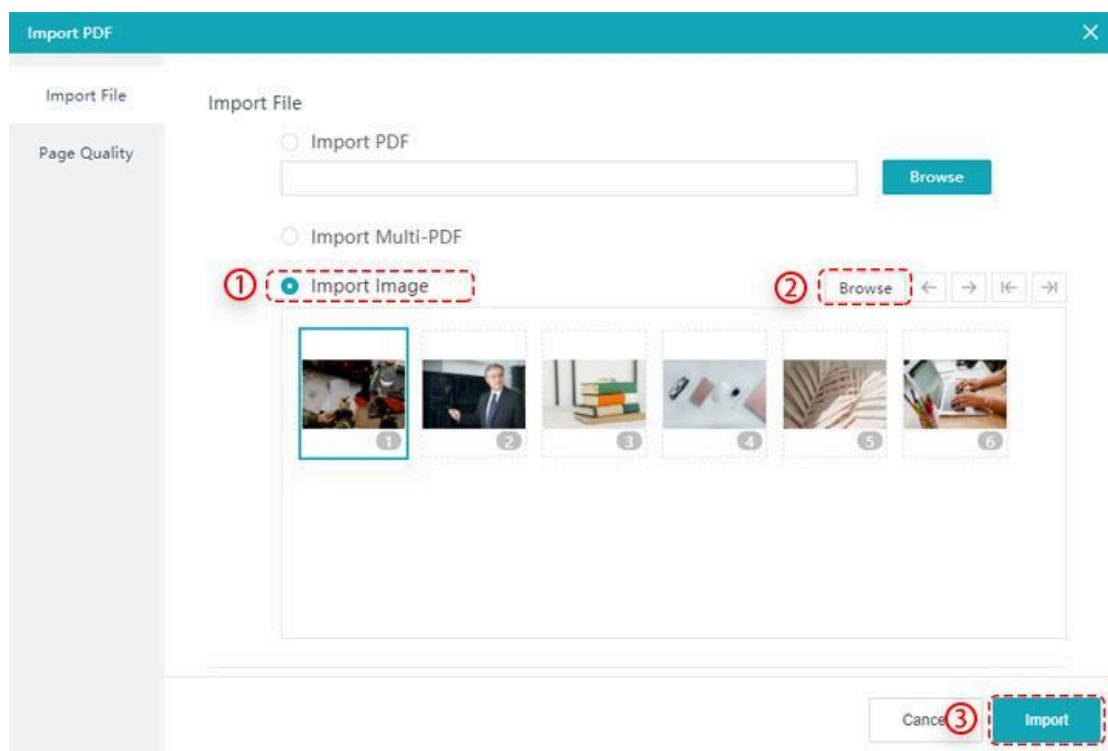 Import PDF
Import File
Page Quality
Import File
Import PDF
Browse
Import Multi-PDF
① Import Image ② Browse
1 2 3 4 5 6
Cance ③ Import